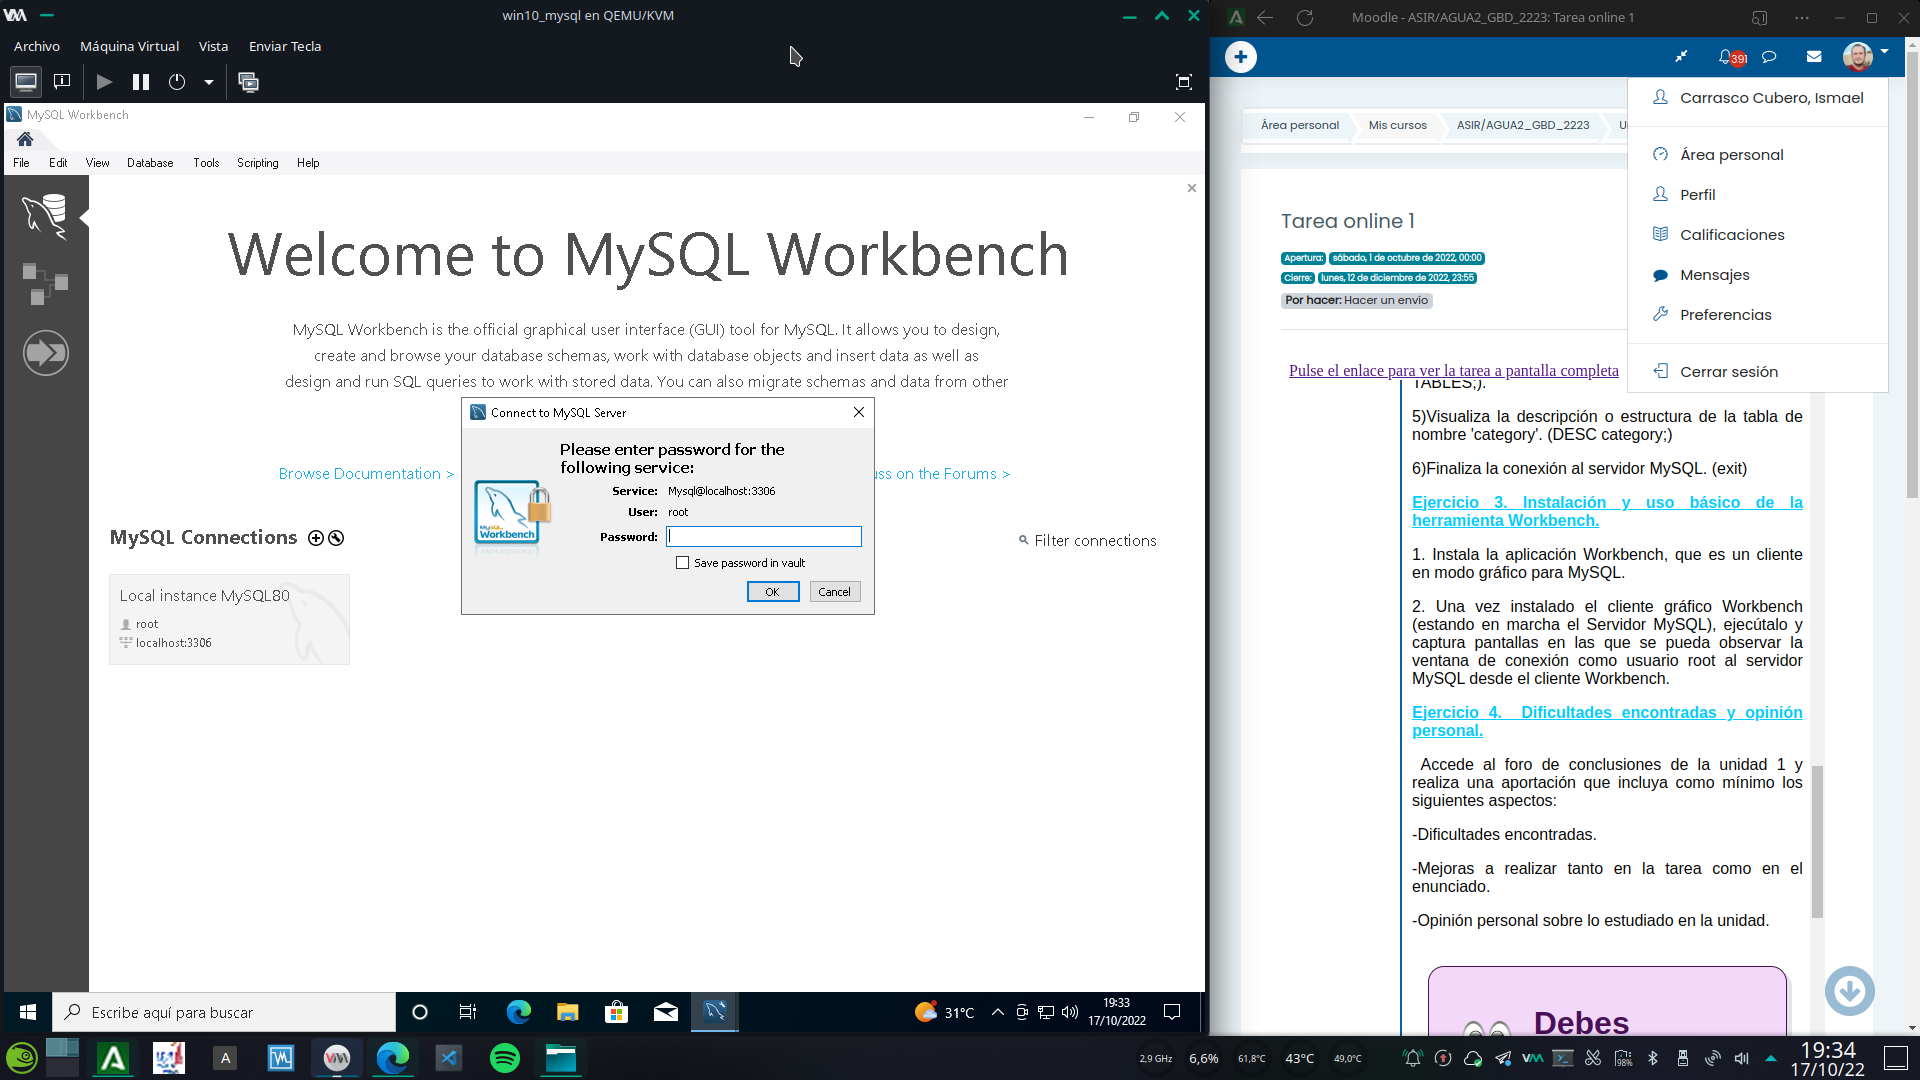 win10_mysql en QEMU/KVM
Archivo Máquina Virtual Vista Enviar Tecla
MySQL Workbench
File Edit View Database Tools Scripting Help
Welcome to MySQL Workbench
MySQL Workbench is the official graphical user interface (GUI) tool for MySQL. It allows you to design,
create and browse your database schemas, work with database objects and insert data as well as
design and run SQL queries to work with stored data. You can also migrate schemas and data from other
Browse Documentation >
uss on the Forums >
Connect to MySQL Server
Please enter password for the
following service:
Service: Mysql@localhost:3306
User: root
Password:
Save password in vault
OK Cancel
MySQL Workbench
MySQL Connections
Filter connections
Local instance MySQL80
root
localhost:3306
Escribe aquí para buscar
31°C
19:33
17/10/2022
Moodle - ASIR/AGUA2_GBD_2223: Tarea online 1
391
Área personal Mis cursos ASIR/AGUA2_GBD_2223
Carrasco Cubero, Ismael
Área personal
Perfil
Calificaciones
Mensajes
Preferencias
Cerrar sesión
Tarea online 1
Apertura: sábado, 1 de octubre de 2022, 00:00
Cierre: lunes, 12 de diciembre de 2022, 23:55
Por hacer: Hacer un envío
Pulse el enlace para ver la tarea a pantalla completa
TABLES;).
5)Visualiza la descripción o estructura de la tabla de
nombre 'category'. (DESC category;)
6)Finaliza la conexión al servidor MySQL. (exit)
Ejercicio 3. Instalación y uso básico de la
herramienta Workbench.
1. Instala la aplicación Workbench, que es un cliente
en modo gráfico para MySQL.
2. Una vez instalado el cliente gráfico Workbench
(estando en marcha el Servidor MySQL), ejecútalo y
captura pantallas en las que se pueda observar la
ventana de conexión como usuario root al servidor
MySQL desde el cliente Workbench.
Ejercicio 4. Dificultades encontradas y opinión
personal.
Accede al foro de conclusiones de la unidad 1 y
realiza una aportación que incluya como mínimo los
siguientes aspectos:
-Dificultades encontradas.
-Mejoras a realizar tanto en la tarea como en el
enunciado.
-Opinión personal sobre lo estudiado en la unidad.
Debes
2,9 GHz 6,6% 61,8°C 43°C 49,0°C
98%
19:34
17/10/22